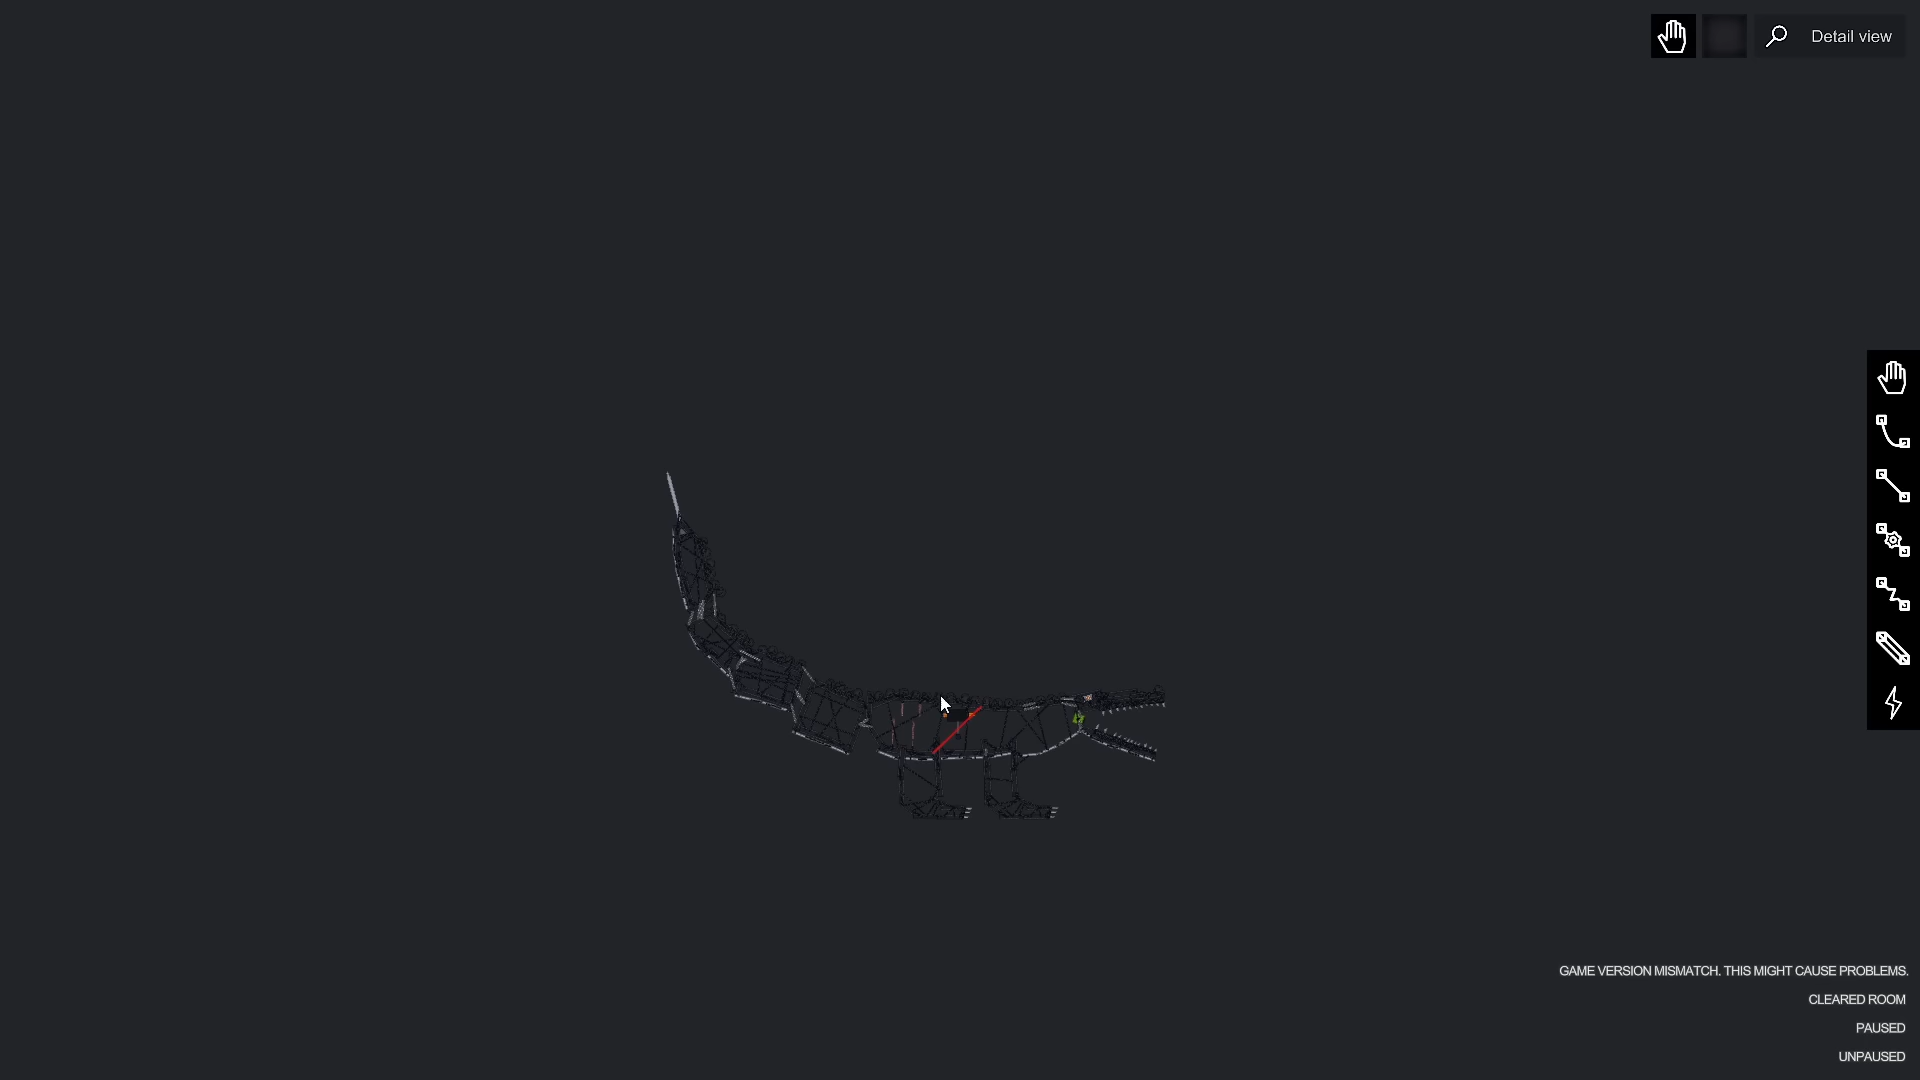 Detail view
GAME VERSION MISMATCH. THIS MIGHT CAUSE PROBLEMS.
CLEARED ROOM
PAUSED
UNPAUSED